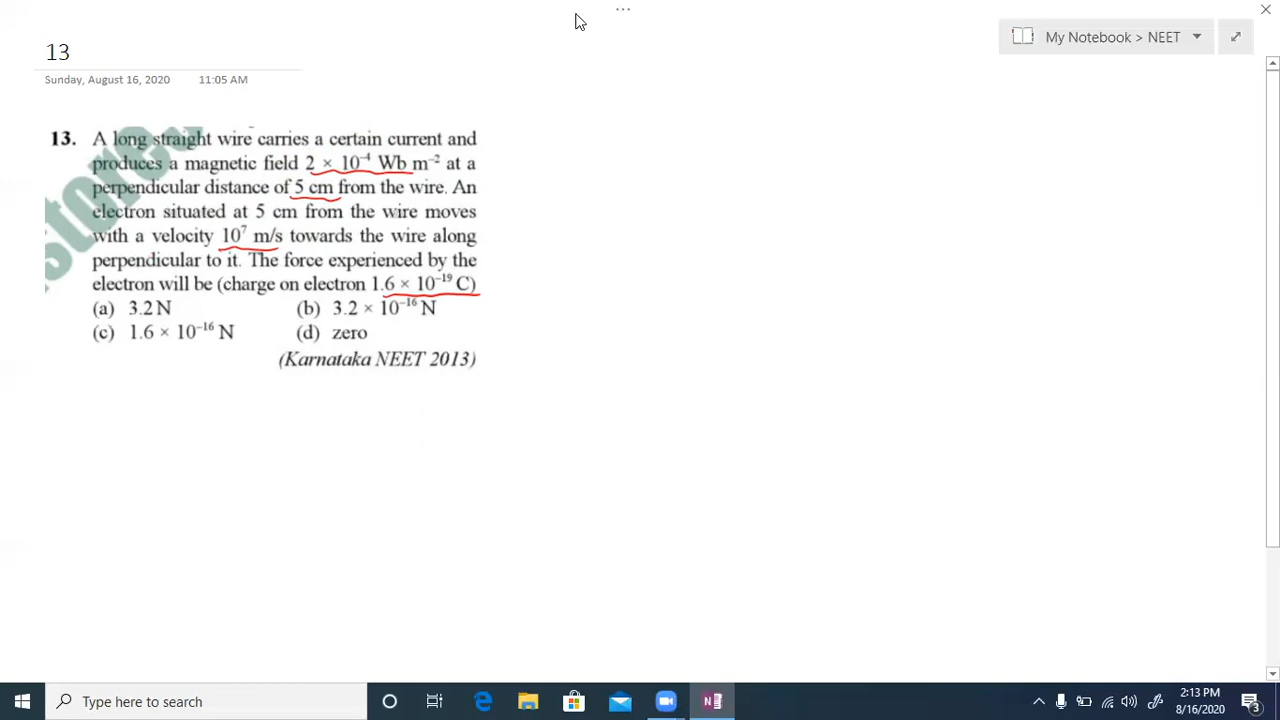 ...
My Notebook > NEET
13
Sunday, August 16, 2020 11:05 AM
13. A long straight wire carries a certain current and
produces a magnetic field 2 × 10⁻⁴ Wb m⁻² at a
perpendicular distance of 5 cm from the wire. An
electron situated at 5 cm from the wire moves
with a velocity 10⁷ m/s towards the wire along
perpendicular to it. The force experienced by the
electron will be (charge on electron 1.6 × 10⁻¹⁹ C)
(a) 3.2 N (b) 3.2 × 10⁻¹⁶ N
(c) 1.6 × 10⁻¹⁶ N (d) zero
(Karnataka NEET 2013)
Type here to search
2:13 PM
8/16/2020
3